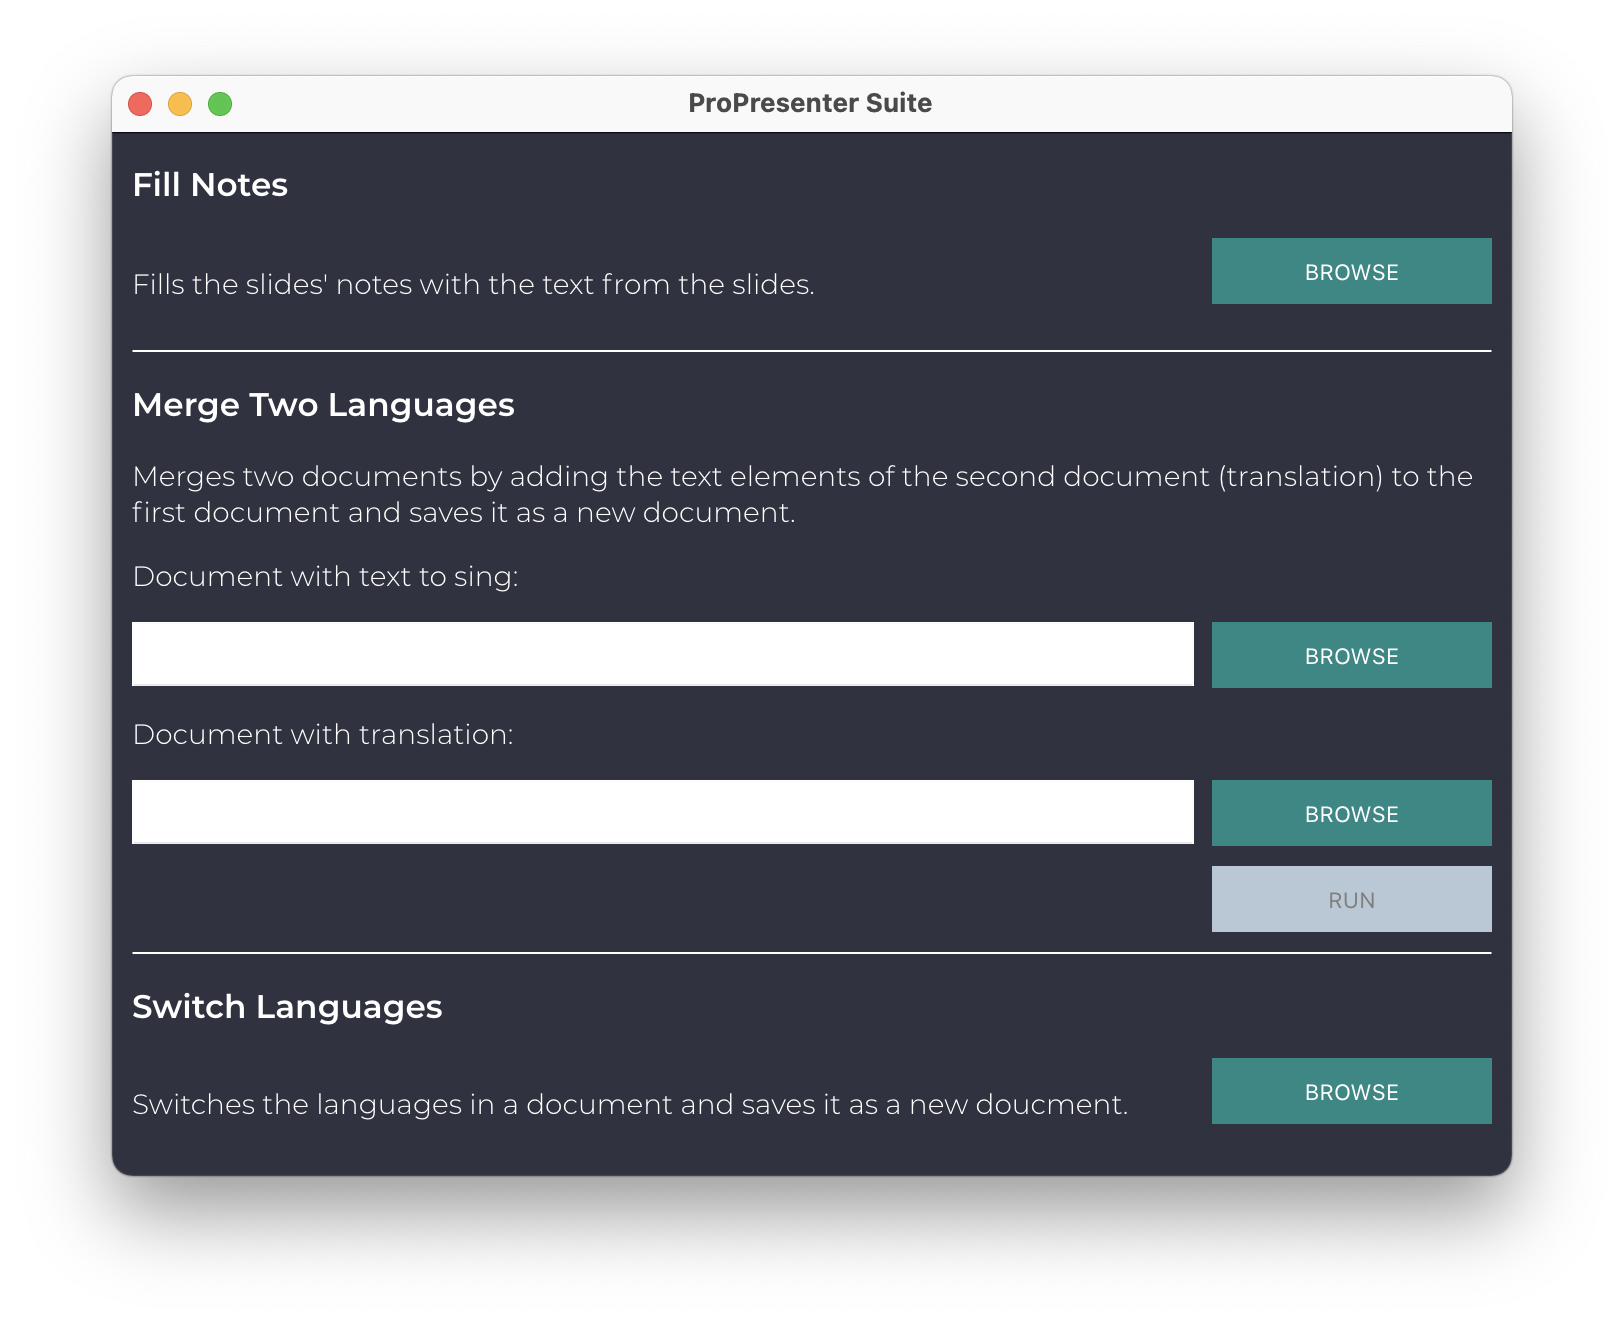 ProPresenter Suite
Fill Notes
Fills the slides' notes with the text from the slides.
BROWSE
Merge Two Languages
Merges two documents by adding the text elements of the second document (translation) to the
first document and saves it as a new document.
Document with text to sing:
BROWSE
Document with translation:
BROWSE
RUN
Switch Languages
Switches the languages in a document and saves it as a new doucment.
BROWSE